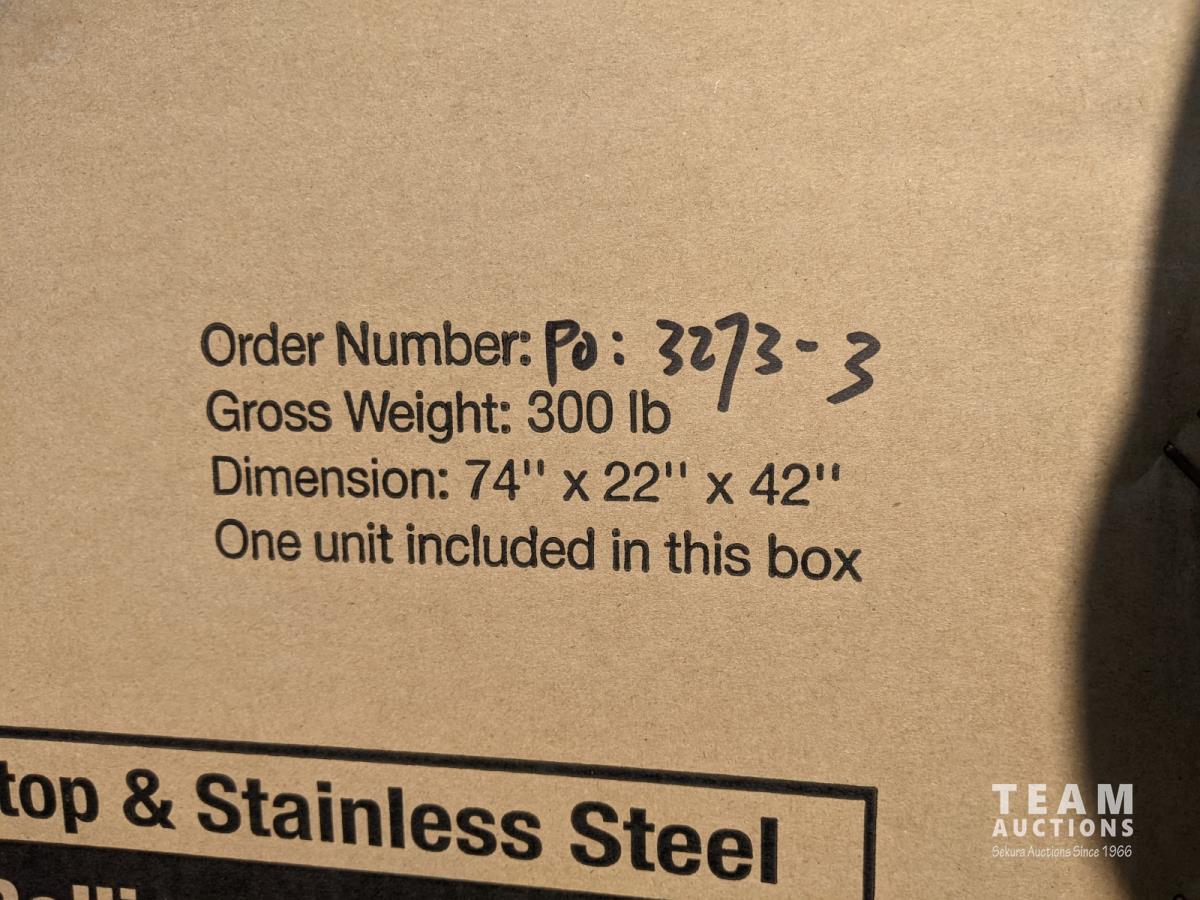 Order Number: PO: 3273-3
Gross Weight: 300 lb
Dimension: 74" x 22" x 42"
One unit included in this box
top & Stainless Steel
TEAM
AUCTIONS
Sekura Auctions Since 1966